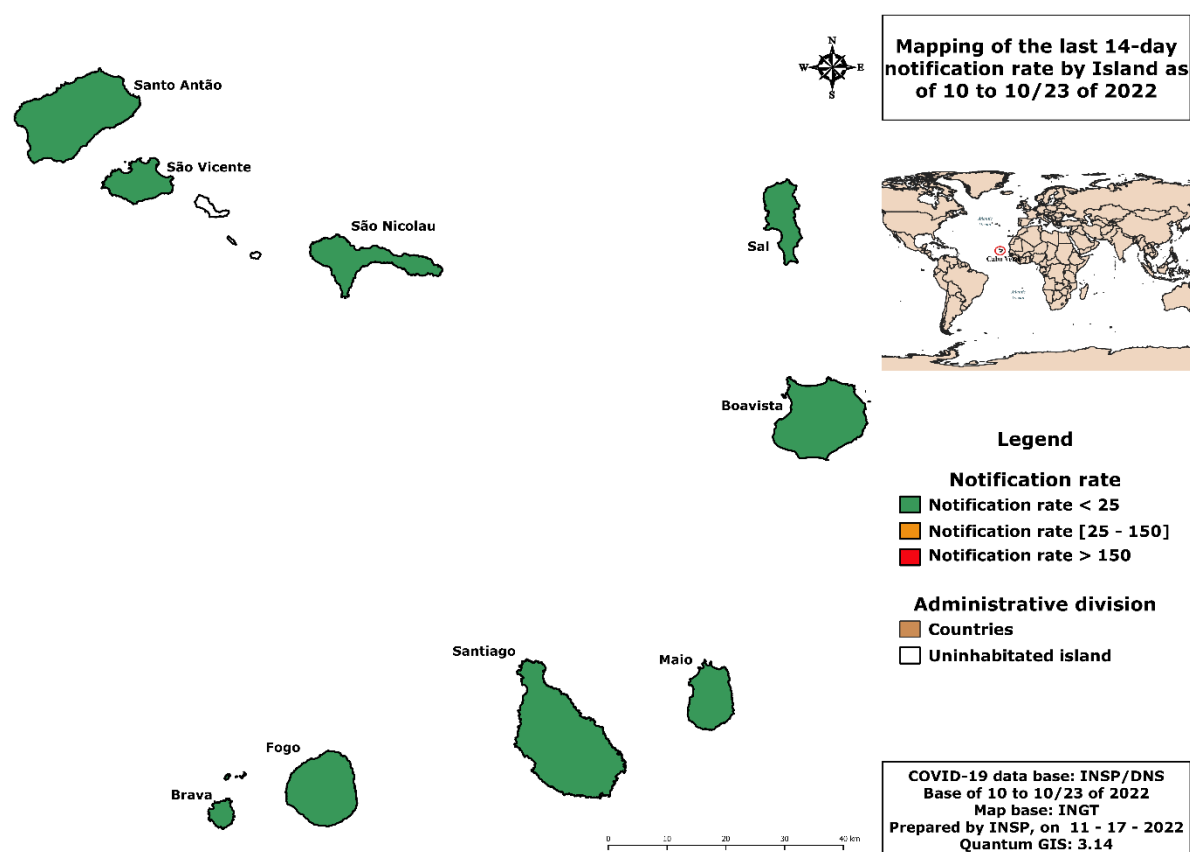 Mapping of the last 14-day
notification rate by Island as
of 10 to 10/23 of 2022
N
W
E
S
Santo Antão
São Vicente
São Nicolau
Sal
Boavista
Santiago
Maio
Fogo
Brava
Legend
Notification rate
Notification rate < 25
Notification rate [25 - 150]
Notification rate > 150
Administrative division
Countries
Uninhabitated island
0 10 20 30 40 km
COVID-19 data base: INSP/DNS
Base of 10 to 10/23 of 2022
Map base: INGT
Prepared by INSP, on 11 - 17 - 2022
Quantum GIS: 3.14